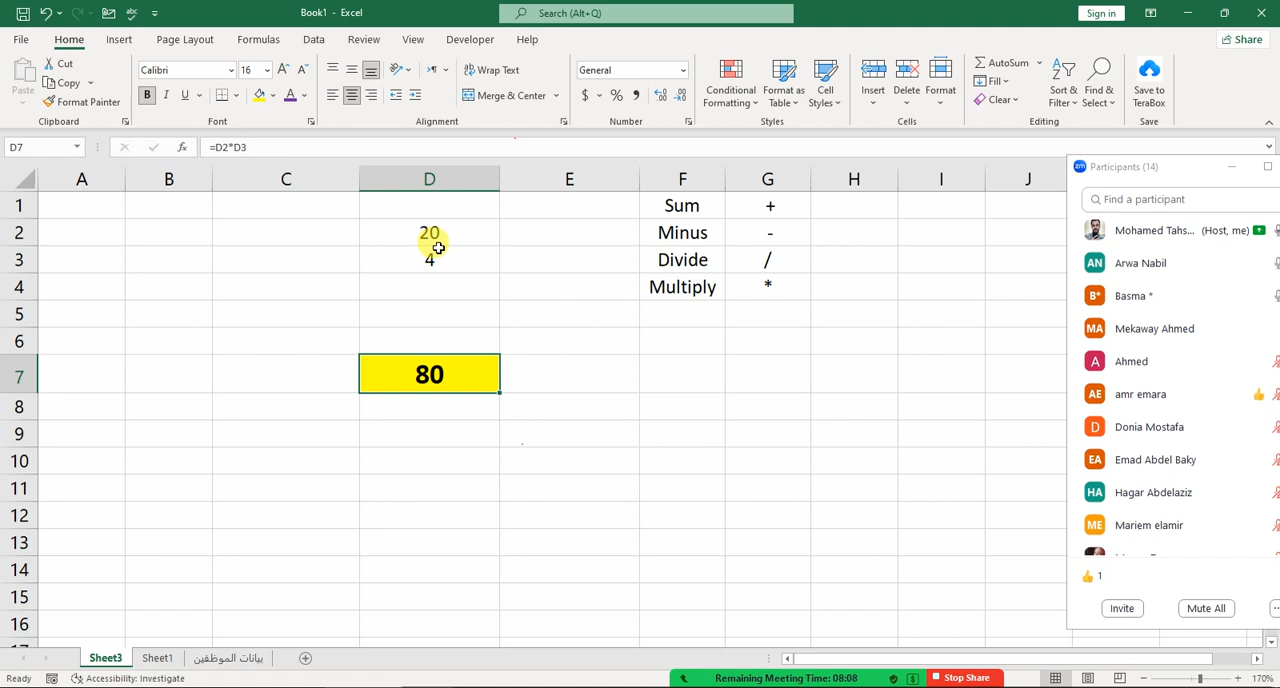 Book1 - Excel
Search (Alt+Q)
Sign in
File Home Insert Page Layout Formulas Data Review View Developer Help
Share
Paste
Cut
Copy
Format Painter
Clipboard
Calibri 16
B I U
Font
Wrap Text
Merge & Center
Alignment
General
$ % ,
Number
Conditional Formatting
Format as Table
Cell Styles
Styles
Insert
Delete
Format
Cells
AutoSum
Fill
Clear
Sort & Filter
Find & Select
Editing
Save to TeraBox
Save
D7 fx =D2*D3
A B C D E F G H I J
1 Sum +
2 20 Minus -
3 4 Divide /
4 Multiply *
5
6
7 80
8
9
10
11
12
13
14
15
16
Participants (14)
Find a participant
Mohamed Tahs... (Host, me)
AN Arwa Nabil
B* Basma *
MA Mekaway Ahmed
A Ahmed
AE amr emara
D Donia Mostafa
EA Emad Abdel Baky
HA Hagar Abdelaziz
ME Mariem elamir
1
Invite Mute All
Sheet3 Sheet1 بيانات الموظفين
Ready Accessibility: Investigate
Remaining Meeting Time: 08:08
Stop Share
170%